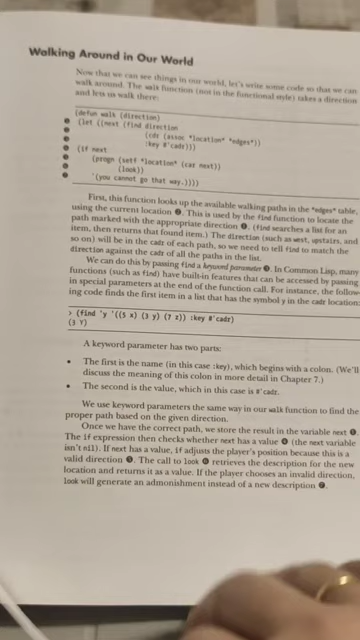 Walking Around in Our World
Now that we can see things in our world, let's write some code so that we can
walk around. The walk function (not in the functional style) takes a direction
and lets us walk there:
(defun walk (direction)
(let ((next (find direction
(cdr (assoc *location* *edges*))
:key #'cadr)))
(if next
(progn (setf *location* (car next))
(look))
'(you cannot go that way.))))
First, this function looks up the available walking paths in the *edges* table,
using the current location ❷. This is used by the find function to locate the
path marked with the appropriate direction ❶. (find searches a list for an
item, then returns that found item.) The direction (such as west, upstairs, and
so on) will be in the cadr of each path, so we need to tell find to match the
direction against the cadr of all the paths in the list.
We can do this by passing find a keyword parameter ❸. In Common Lisp, many
functions (such as find) have built-in features that can be accessed by passing
in special parameters at the end of the function call. For instance, the follow-
ing code finds the first item in a list that has the symbol y in the cadr location:
> (find 'y '((5 x) (3 y) (7 z)) :key #'cadr)
(3 Y)
A keyword parameter has two parts:
• The first is the name (in this case :key), which begins with a colon. (We'll
discuss the meaning of colon in more detail in Chapter 7.)
• The second is the value, which in this case is #'cadr.
We use keyword parameters the same way in our walk function to find the
proper path based on the given direction.
Once we have the correct path, we store the result in the variable next
The if expression then checks whether next has a value ❹ (the next variable
isn't nil). If next has a value, if adjusts the player's position because this is a
valid direction ❺. The call to look ❻ retrieves the description for the new
location and returns it as a value. If the player chooses an invalid direction,
look will generate an admonishment instead of a new description ❼.